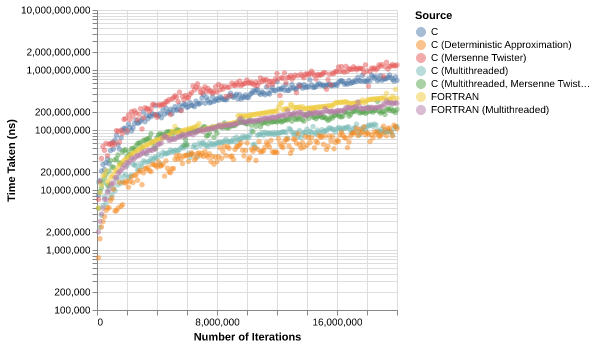 10,000,000,000
2,000,000,000
1,000,000,000
200,000,000
100,000,000
20,000,000
10,000,000
2,000,000
1,000,000
200,000
100,000
Time Taken (ns)
0
8,000,000
16,000,000
Number of Iterations
Source
C
C (Deterministic Approximation)
C (Mersenne Twister)
C (Multithreaded)
C (Multithreaded, Mersenne Twist…
FORTRAN
FORTRAN (Multithreaded)